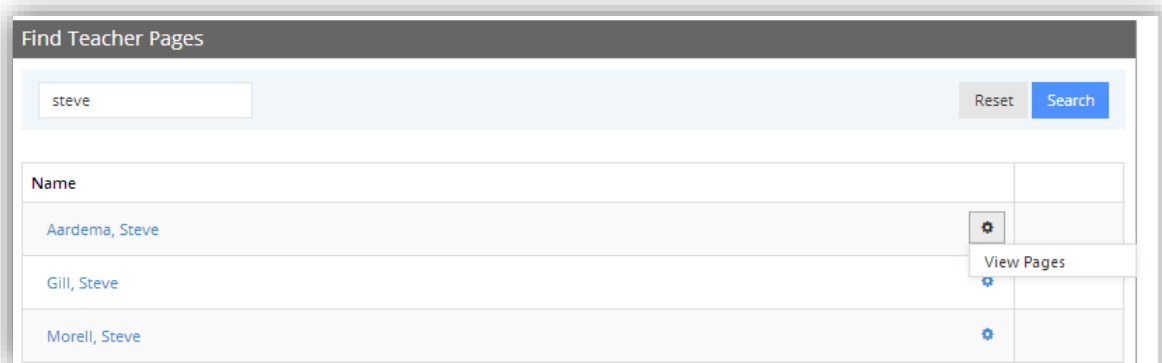 Find Teacher Pages
steve
Reset
Search
Name
Aardema, Steve
View Pages
Gill, Steve
Morell, Steve